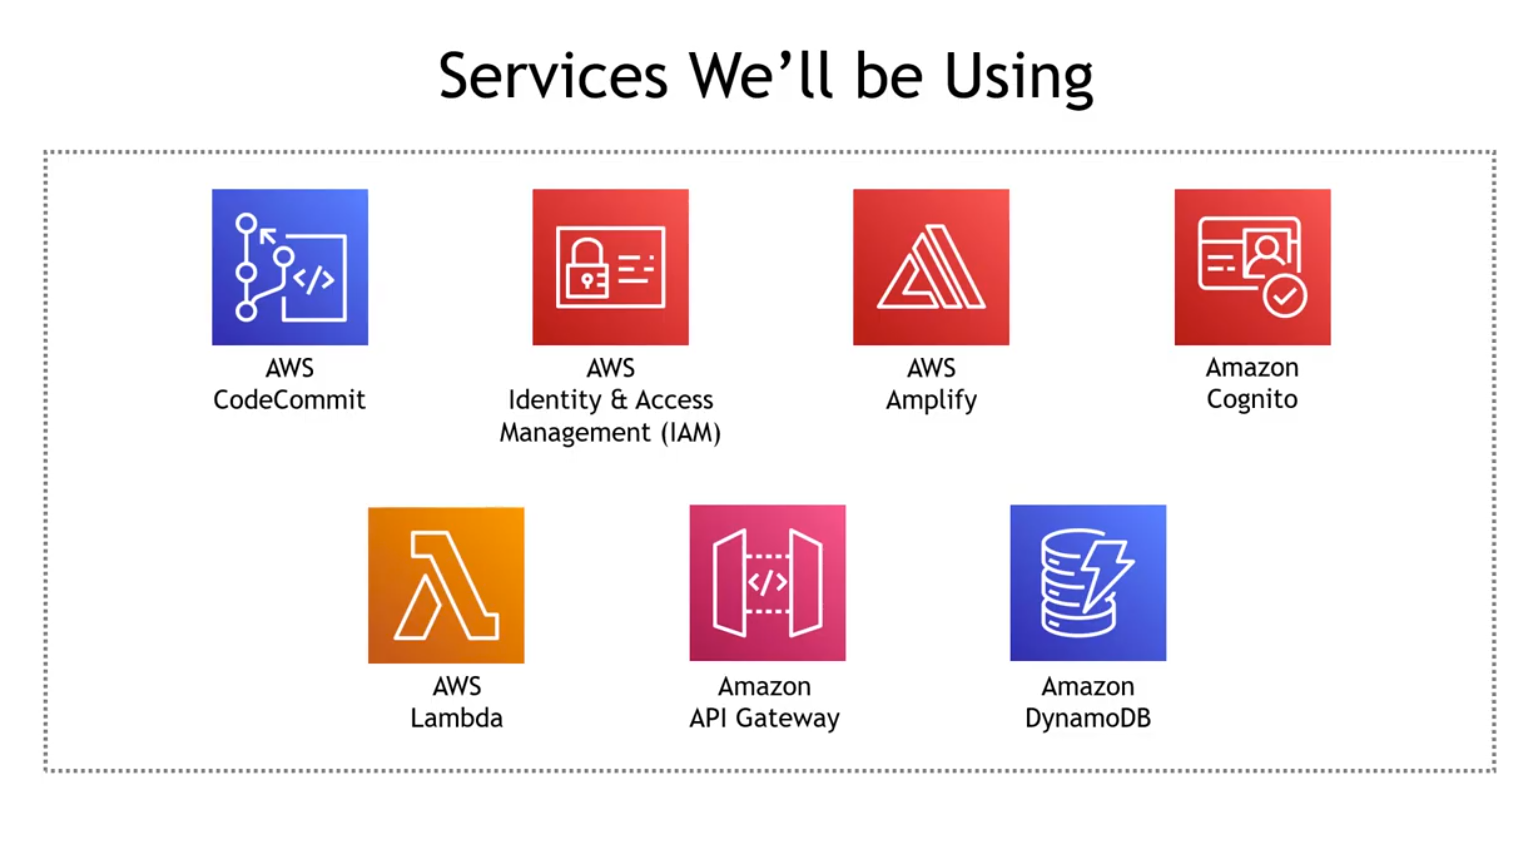 Services We’ll be Using
AWS
CodeCommit
AWS
Identity & Access
Management (IAM)
AWS
Amplify
Amazon
Cognito
AWS
Lambda
Amazon
API Gateway
Amazon
DynamoDB